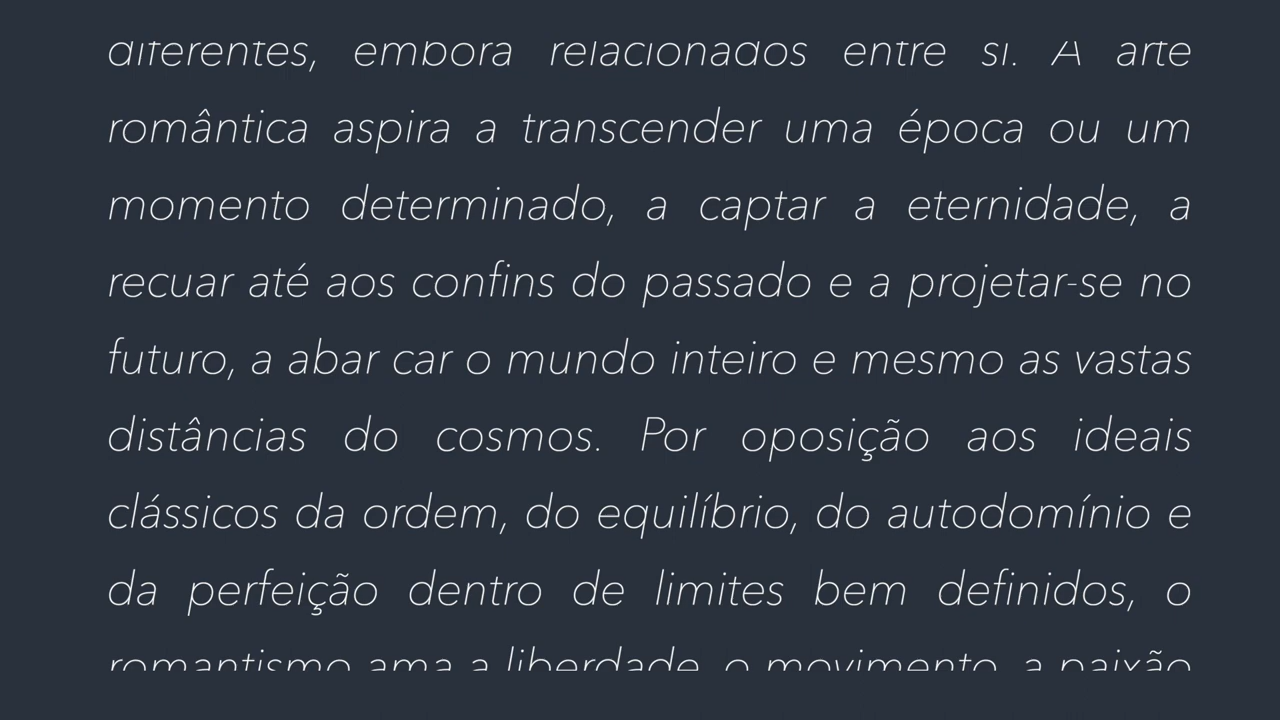 diferentes, embora relacionados entre si. A arte
romântica aspira a transcender uma época ou um
momento determinado, a captar a eternidade, a
recuar até aos confins do passado e a projetar-se no
futuro, a abar car o mundo inteiro e mesmo as vastas
distâncias do cosmos. Por oposição aos ideais
clássicos da ordem, do equilíbrio, do autodomínio e
da perfeição dentro de limites bem definidos, o
romantismo ama a liberdade, o movimento, a paixão